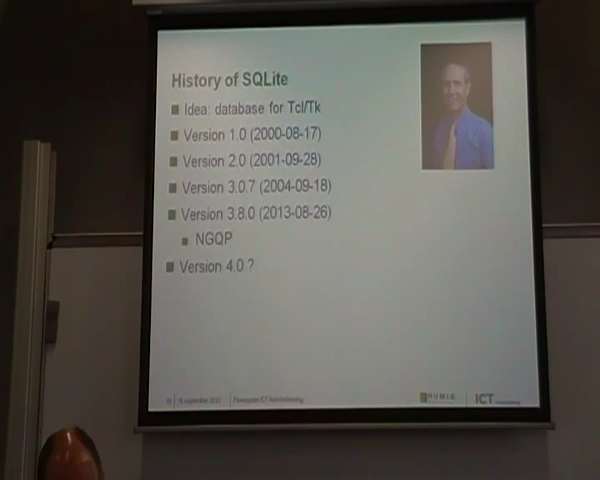 History of SQLite
Idea: database for Tcl/Tk
Version 1.0 (2000-08-17)
Version 2.0 (2001-09-28)
Version 3.0.7 (2004-09-18)
Version 3.8.0 (2013-08-26)
NGQP
Version 4.0 ?
ICT